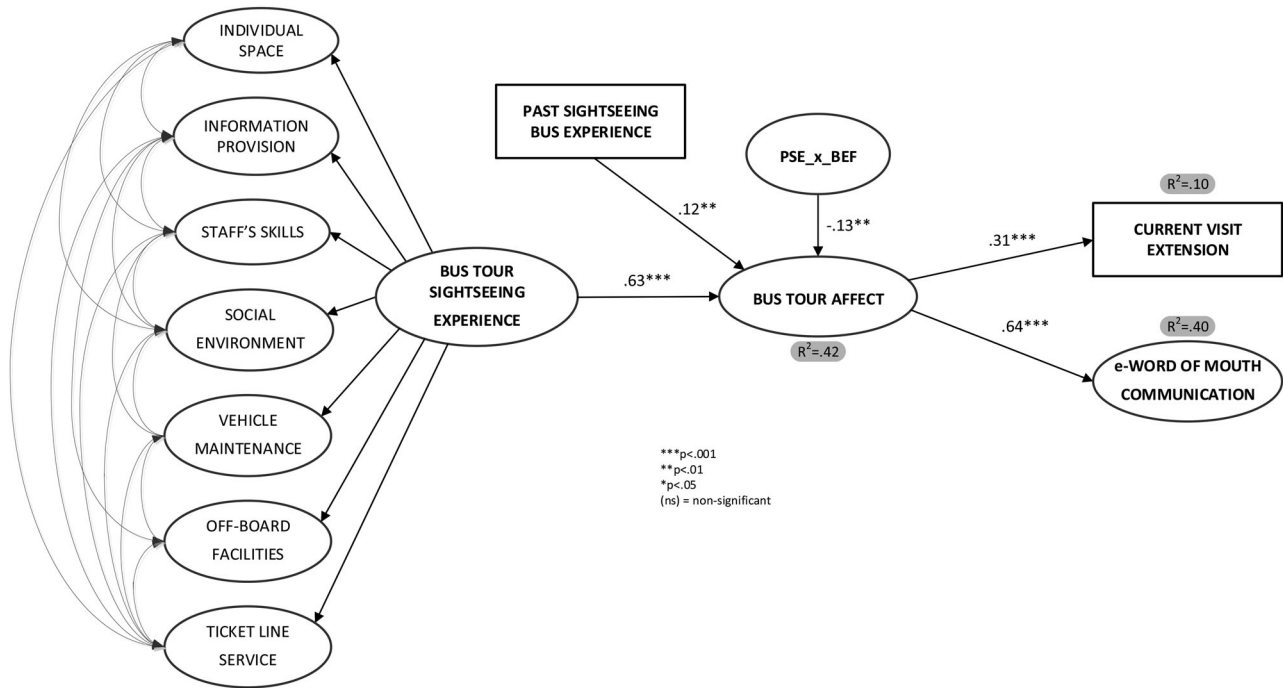 INDIVIDUAL
SPACE
INFORMATION
PROVISION
STAFF'S SKILLS
SOCIAL
ENVIRONMENT
VEHICLE
MAINTENANCE
OFF-BOARD
FACILITIES
TICKET LINE
SERVICE
BUS TOUR
SIGHTSEEING
EXPERIENCE
PAST SIGHTSEEING
BUS EXPERIENCE
PSE_x_BEF
.12**
-.13**
.63***
BUS TOUR AFFECT
R²=.42
.31***
.64***
R²=.10
CURRENT VISIT
EXTENSION
R²=.40
e-WORD OF MOUTH
COMMUNICATION
***p<.001
**p<.01
*p<.05
(ns) = non-significant